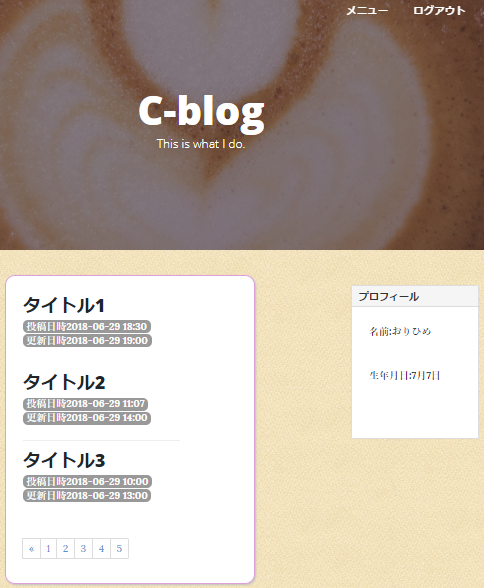 メニュー ログアウト
C-blog
This is what I do.
タイトル1
投稿日時2018-06-29 18:30
更新日時2018-06-29 19:00
タイトル2
投稿日時2018-06-29 11:07
更新日時2018-06-29 14:00
タイトル3
投稿日時2018-06-29 10:00
更新日時2018-06-29 13:00
« 1 2 3 4 5
プロフィール
名前:おりひめ
生年月日:7月7日